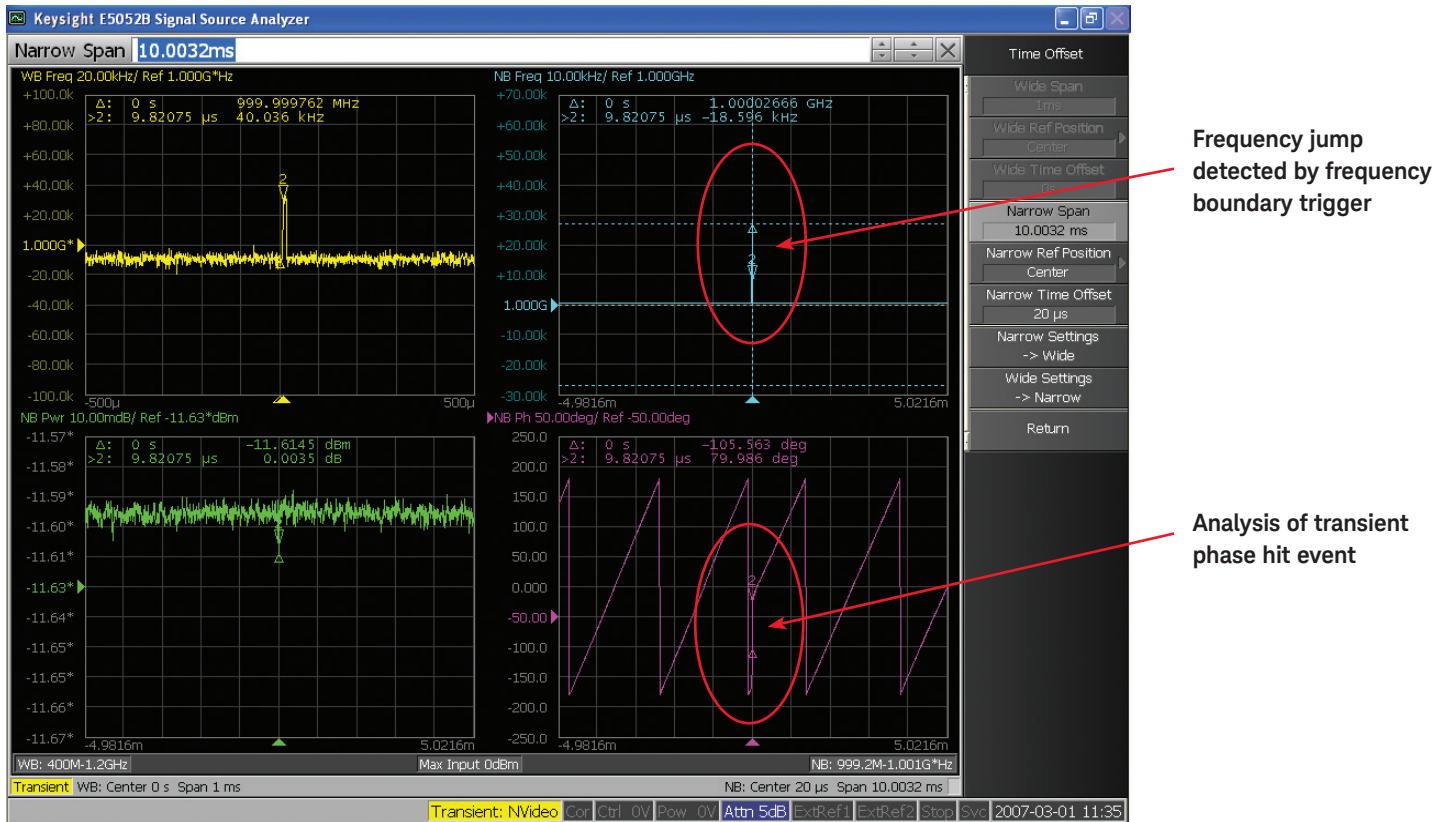 Keysight E5052B Signal Source Analyzer
Narrow Span 10.0032ms
WB Freq 20.00kHz/ Ref 1.000G*Hz
+100.0k
+80.00k
+60.00k
+40.00k
+20.00k
1.000G*
-20.00k
-40.00k
-60.00k
-80.00k
-100.0k
Δ: 0 s 999.999762 MHz
>2: 9.82075 µs 40.036 kHz
2
-500µ
500µ
NB Freq 10.00kHz/ Ref 1.000GHz
+70.00k
+60.00k
+50.00k
+40.00k
+30.00k
+20.00k
+10.00k
1.000G
-10.00k
-20.00k
-30.00k
Δ: 0 s 1.00002666 GHz
>2: 9.82075 µs -18.596 kHz
2
-4.9816m
5.0216m
NB Pwr 10.00mdB/ Ref -11.63*dBm
-11.57*
-11.58*
-11.59*
-11.60*
-11.61*
-11.63*
-11.64*
-11.65*
-11.65*
-11.66*
-11.67*
Δ: 0 s -11.6145 dBm
>2: 9.82075 µs 0.0035 dB
-4.9816m
5.0216m
NB Ph 50.00deg/ Ref -50.00deg
250.0
200.0
150.0
100.0
50.00
0.000
-50.00
-100.0
-150.0
-200.0
-250.0
Δ: 0 s -105.563 deg
>2: 9.82075 µs 79.986 deg
2
-4.9816m
5.0216m
WB: 400M-1.2GHz
Max Input 0dBm
NB: 999.2M-1.001G*Hz
Transient WB: Center 0 s Span 1 ms
NB: Center 20 µs Span 10.0032 ms
Transient: NVideo Cor Ctrl 0V Pow 0V Attn 5dB ExtRef1 ExtRef2 Stop Svc 2007-03-01 11:35
Time Offset
Wide Span
1ms
Wide Ref Position
Center
Wide Time Offset
0s
Narrow Span
10.0032 ms
Narrow Ref Position
Center
Narrow Time Offset
20 µs
Narrow Settings
-> Wide
Wide Settings
-> Narrow
Return
Frequency jump
detected by frequency
boundary trigger
Analysis of transient
phase hit event